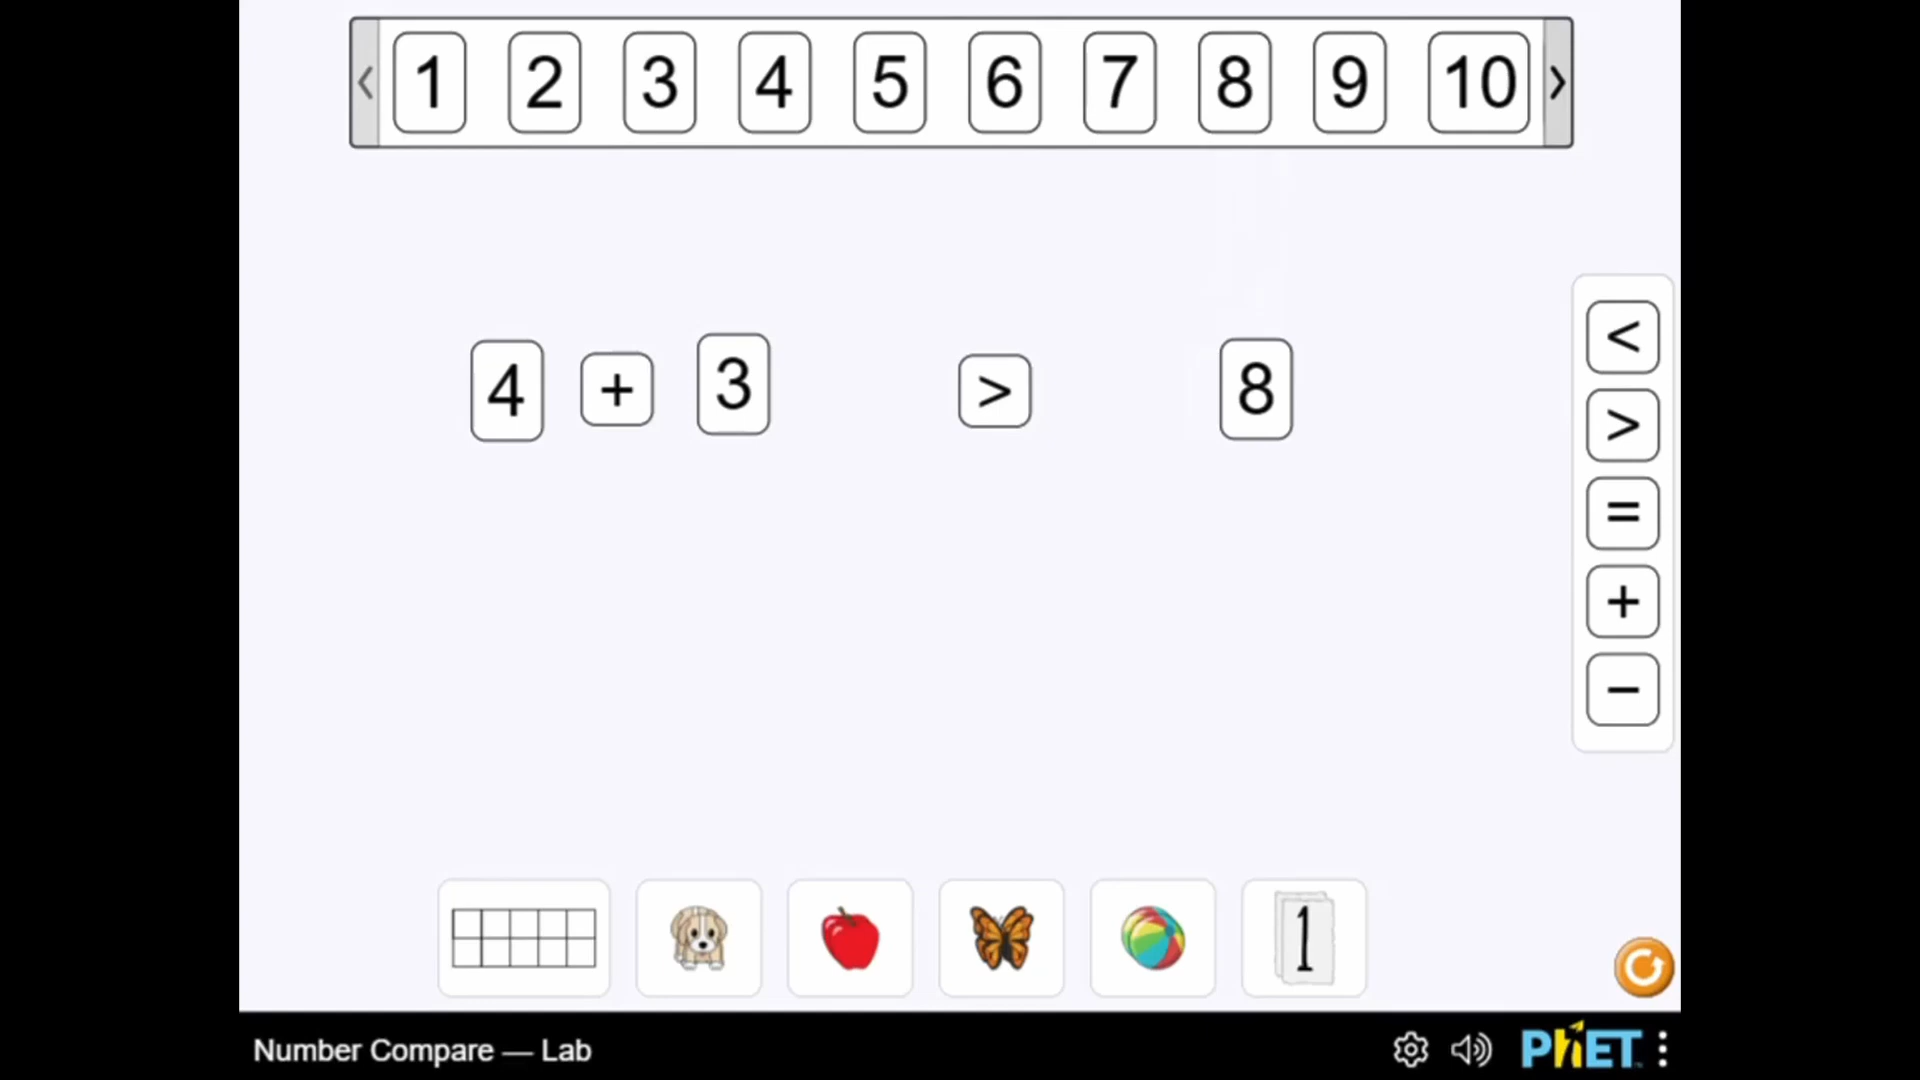 < 1 2 3 4 5 6 7 8 9 10 >
4 + 3 > 8
<
>
=
+
−
1
Number Compare — Lab
PhET